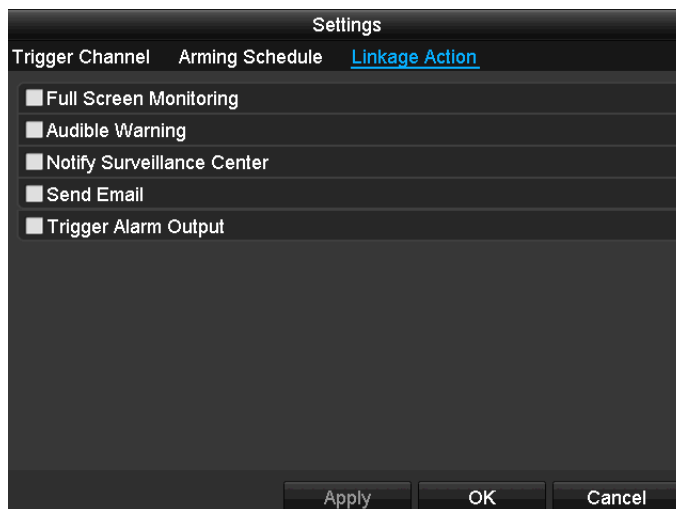 Settings
Trigger Channel Arming Schedule Linkage Action
Full Screen Monitoring
Audible Warning
Notify Surveillance Center
Send Email
Trigger Alarm Output
Apply OK Cancel